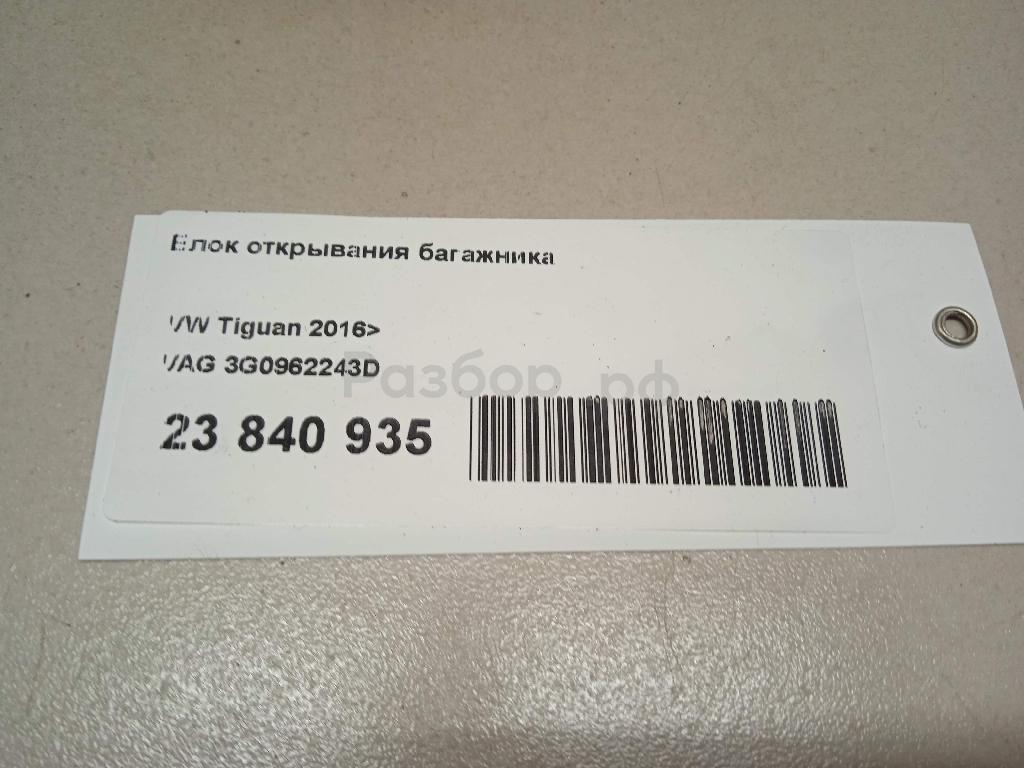 Блок открывания багажника
VW Tiguan 2016>
VAG 3G0962243D
Разбор.рф
23 840 935